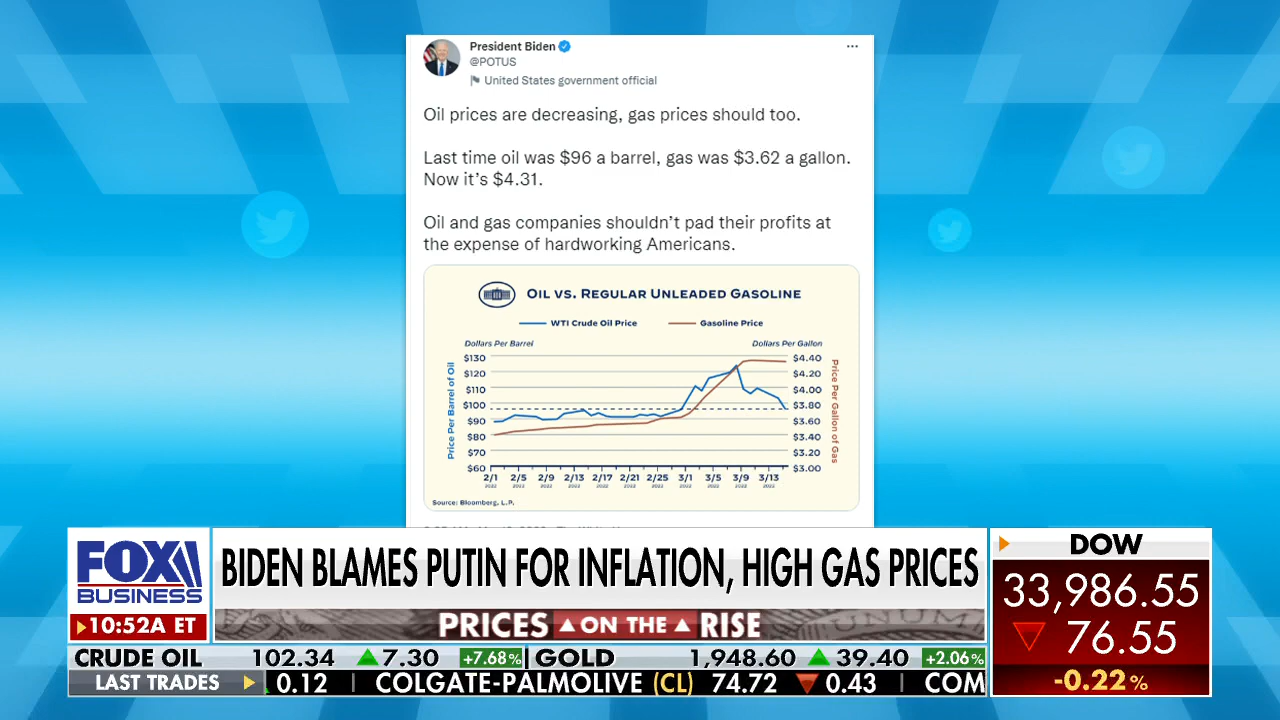 President Biden
@POTUS
United States government official
Oil prices are decreasing, gas prices should too.
Last time oil was $96 a barrel, gas was $3.62 a gallon.
Now it's $4.31.
Oil and gas companies shouldn't pad their profits at
the expense of hardworking Americans.
OIL VS. REGULAR UNLEADED GASOLINE
WTI Crude Oil Price Gasoline Price
Dollars Per Barrel Dollars Per Gallon
Price Per Barrel of Oil
$130
$120
$110
$100
$90
$80
$70
$60
$4.40
$4.20
$4.00
$3.80
$3.60
$3.40
$3.20
$3.00
Price Per Gallon of Gas
2/1 2/5 2/9 2/13 2/17 2/21 2/25 3/1 3/5 3/9 3/13
Source: Bloomberg, L.P.
FOX
BUSINESS
10:52A ET
BIDEN BLAMES PUTIN FOR INFLATION, HIGH GAS PRICES
PRICES ▲ ON THE ▲ RISE
DOW
33,986.55
▼ 76.55
-0.22%
CRUDE OIL 102.34 ▲ 7.30 +7.68% | GOLD 1,948.60 ▲ 39.40 +2.06%
LAST TRADES 0.12 | COLGATE-PALMOLIVE (CL) 74.72 ▼ 0.43 | COM